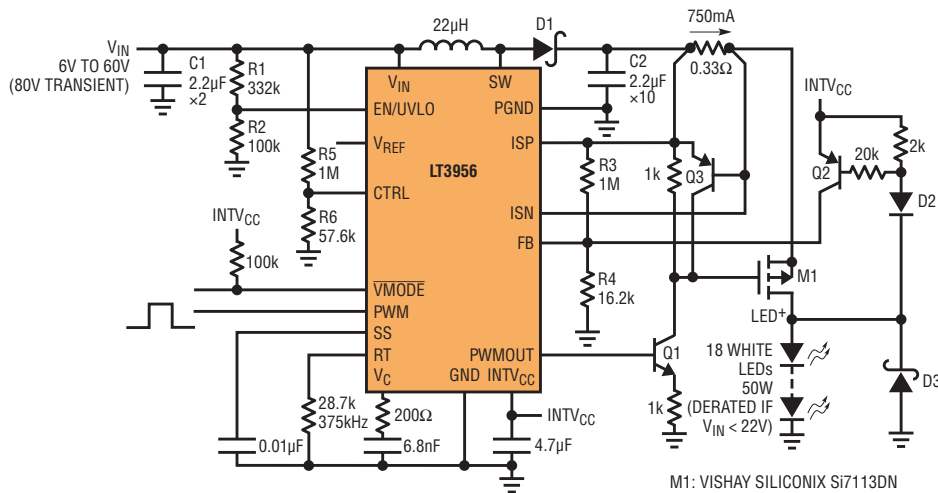 750mA
22µH
D1
VIN
6V TO 60V
(80V TRANSIENT)
C1
2.2µF
×2
R1
332k
VIN
SW
0.33Ω
C2
2.2µF
×10
INTVCC
EN/UVLO
PGND
R2
100k
VREF
ISP
R5
1M
LT3956
R3
1M
1k
Q3
Q2
20k
2k
CTRL
ISN
D2
R6
57.6k
FB
INTVCC
100k
R4
16.2k
M1
VMODE
LED+
PWM
SS
RT
PWMOUT
Q1
18 WHITE
LEDs
50W
(DERATED IF
VIN < 22V)
D3
VC
GND INTVCC
28.7k
375kHz
200Ω
INTVCC
1k
0.01µF
6.8nF
4.7µF
M1: VISHAY SILICONIX Si7113DN